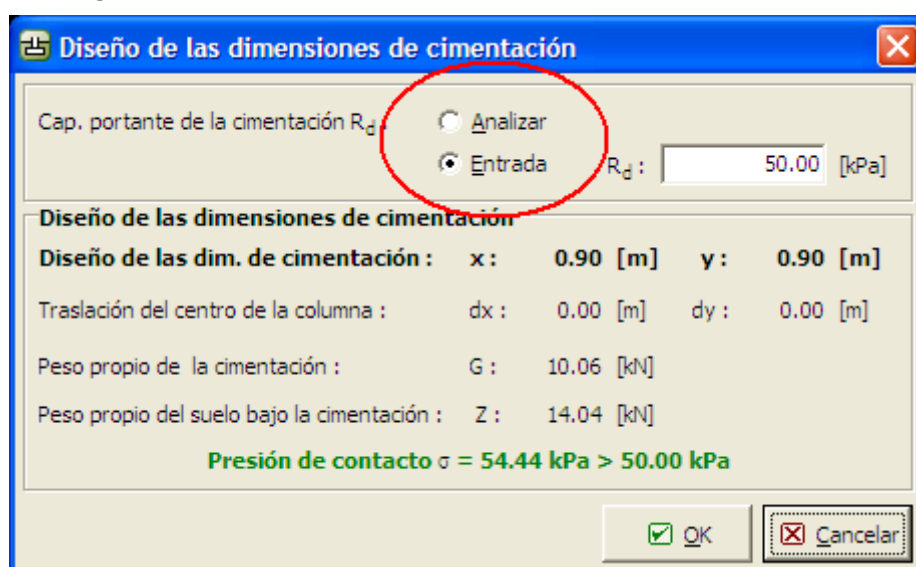 Diseño de las dimensiones de cimentación
Cap. portante de la cimentación Rd : Analizar
Entrada Rd : 50.00 [kPa]
Diseño de las dimensiones de cimentación
Diseño de las dim. de cimentación : x : 0.90 [m] y : 0.90 [m]
Traslación del centro de la columna : dx : 0.00 [m] dy : 0.00 [m]
Peso propio de la cimentación : G : 10.06 [kN]
Peso propio del suelo bajo la cimentación : Z : 14.04 [kN]
Presión de contacto σ = 54.44 kPa > 50.00 kPa
OK Cancelar